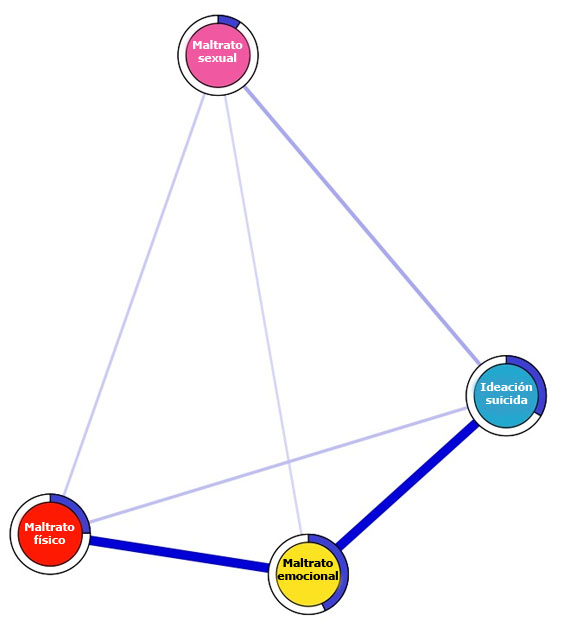 Maltrato
sexual
Ideación
suicida
Maltrato
físico
Maltrato
emocional